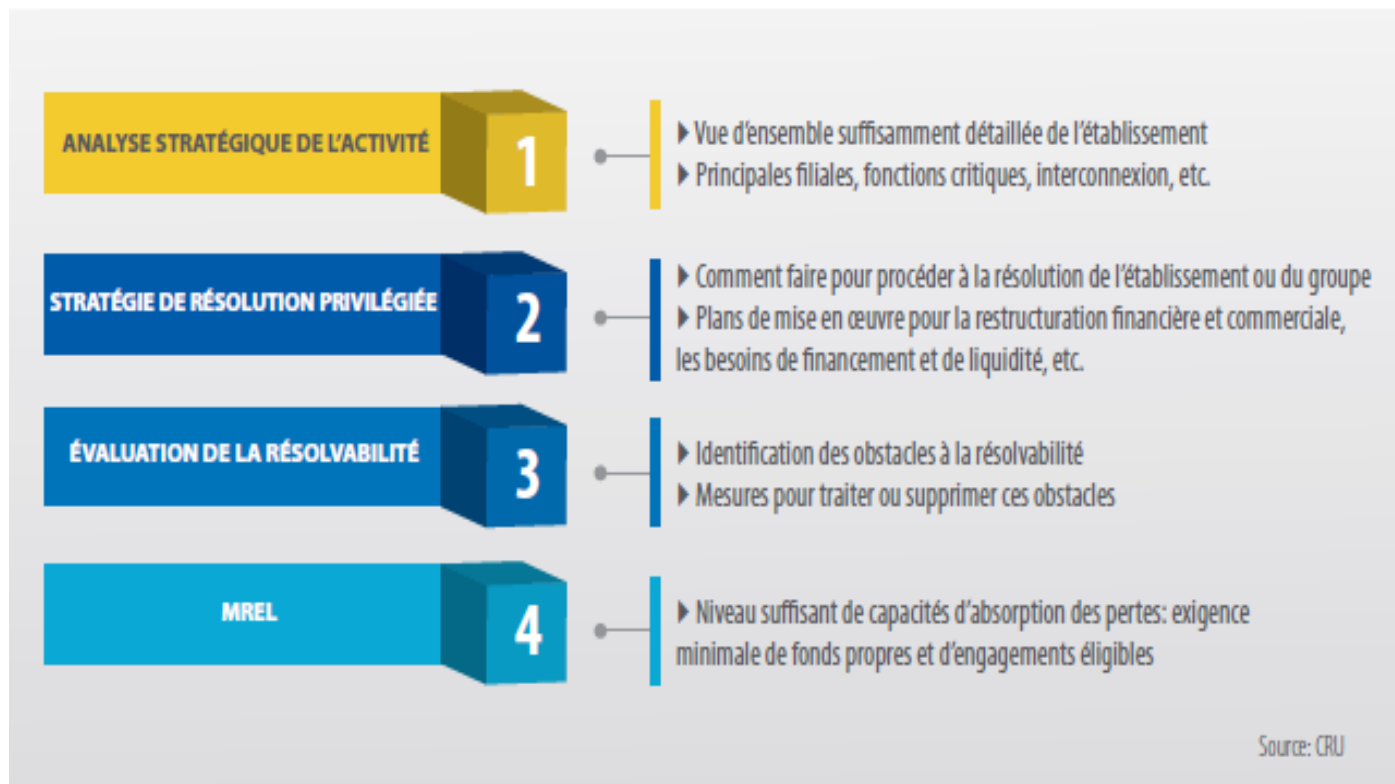 ANALYSE STRATÉGIQUE DE L'ACTIVITÉ
1
▶ Vue d'ensemble suffisamment détaillée de l'établissement
▶ Principales filiales, fonctions critiques, interconnexion, etc.
STRATÉGIE DE RÉSOLUTION PRIVILÉGIÉE
2
▶ Comment faire pour procéder à la résolution de l'établissement ou du groupe
▶ Plans de mise en œuvre pour la restructuration financière et commerciale,
les besoins de financement et de liquidité, etc.
ÉVALUATION DE LA RÉSOLVABILITÉ
3
▶ Identification des obstacles à la résolvabilité
▶ Mesures pour traiter ou supprimer ces obstacles
MREL
4
▶ Niveau suffisant de capacités d'absorption des pertes: exigence
minimale de fonds propres et d'engagements éligibles
Source: CRU